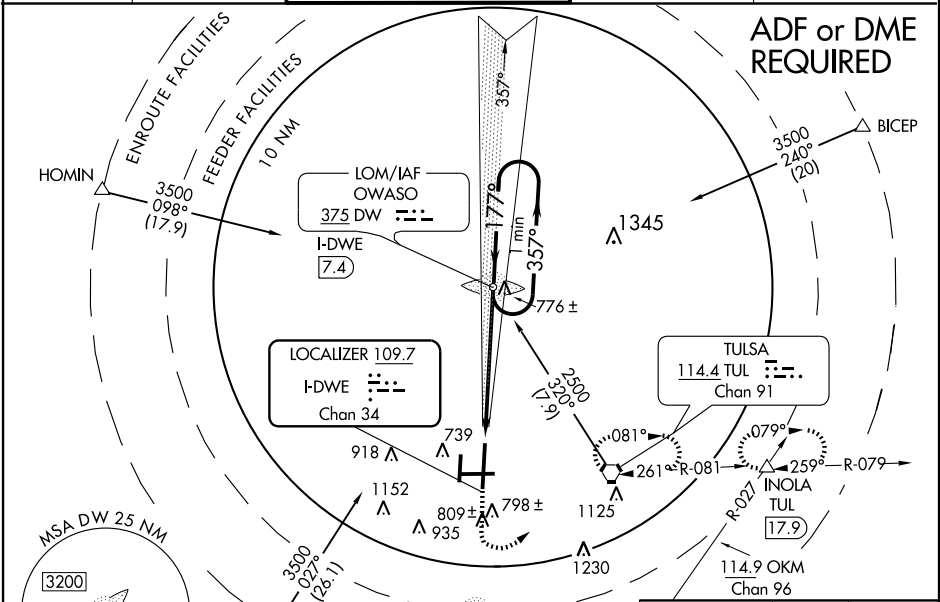 ADF or DME
REQUIRED
ENROUTE FACILITIES
FEEDER FACILITIES
10 NM
HOMIN
3500
098°
(17.9)
LOM/IAF
OWASO
375 DW
I-DWE
7.4
357°
177°
1 min
357°
3500
240°
(20)
BICEP
1345
776 ±
LOCALIZER 109.7
I-DWE
Chan 34
2500
320°
(7.9)
TULSA
114.4 TUL
Chan 91
739
918
081°
261°
R-081
079°
259°
R-079
INOLA
TUL
17.9
R-027
1152
809 ±
798 ±
935
1125
1230
3500
027°
(26.1)
114.9 OKM
Chan 96
MSA DW 25 NM
3200